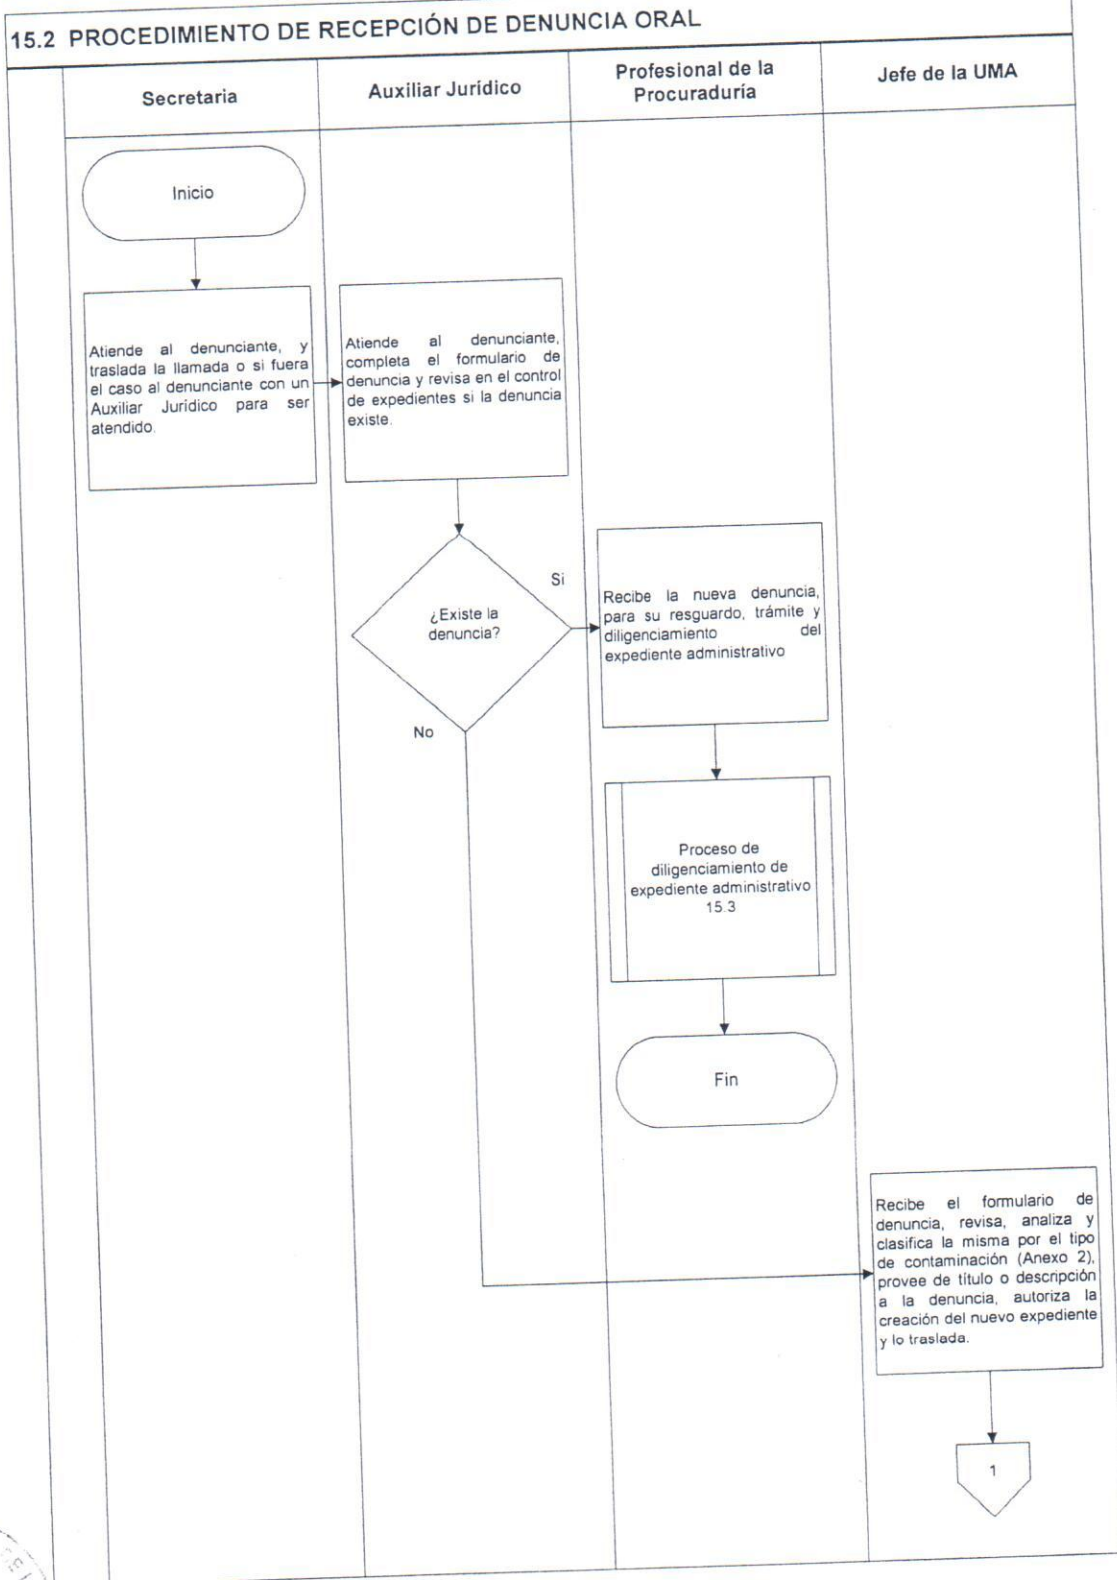 15.2 PROCEDIMIENTO DE RECEPCIÓN DE DENUNCIA ORAL
Secretaria
Auxiliar Jurídico
Profesional de la
Procuraduría
Jefe de la UMA
Inicio
Atiende al denunciante, y
traslada la llamada o si fuera
el caso al denunciante con un
Auxiliar Jurídico para ser
atendido.
Atiende al denunciante,
completa el formulario de
denuncia y revisa en el control
de expedientes si la denuncia
existe.
¿Existe la
denuncia?
Si
No
Recibe la nueva denuncia,
para su resguardo, trámite y
diligenciamiento del
expediente administrativo
Proceso de
diligenciamiento de
expediente administrativo
15.3
Fin
Recibe el formulario de
denuncia, revisa, analiza y
clasifica la misma por el tipo
de contaminación (Anexo 2),
provee de título o descripción
a la denuncia, autoriza la
creación del nuevo expediente
y lo traslada.
1